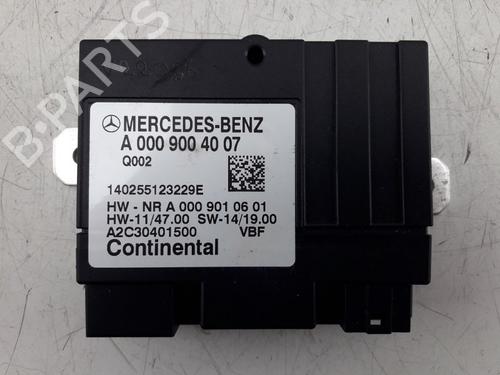 MERCEDES-BENZ
A 000 900 40 07
Q002
140255123229E
HW - NR A 000 901 06 01
HW-11/47.00 SW-14/19.00
A2C30401500 VBF
Continental
B-PARTS